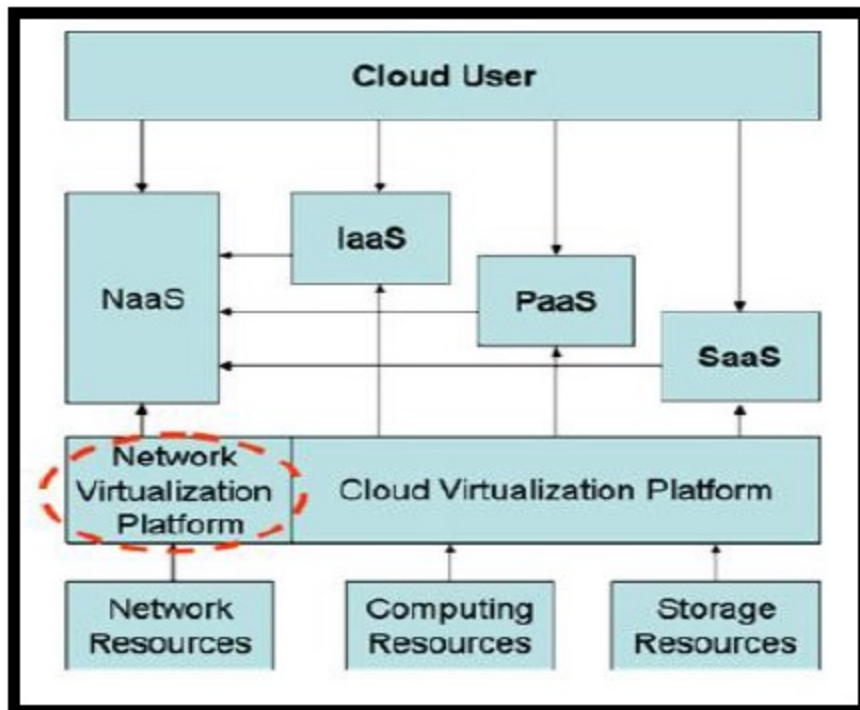 Cloud User
IaaS
NaaS
PaaS
SaaS
Network
Virtualization
Platform
Cloud Virtualization Platform
Network
Resources
Computing
Resources
Storage
Resources